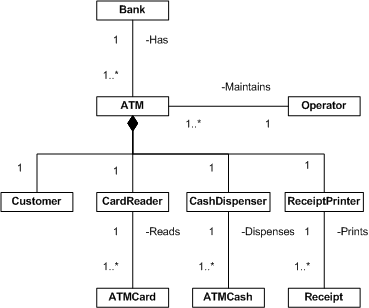 Bank
1 -Has
1..*
-Maintains
ATM Operator
1..* 1
1 1 1 1
Customer CardReader CashDispenser ReceiptPrinter
1 -Reads 1 -Dispenses 1 -Prints
1..* 1..* 1..*
ATMCard ATMCash Receipt